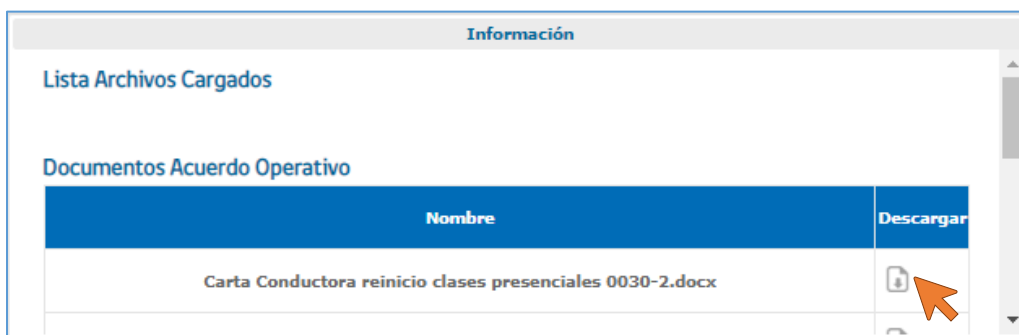 Información
Lista Archivos Cargados
Documentos Acuerdo Operativo
Nombre
Descargar
Carta Conductora reinicio clases presenciales 0030-2.docx